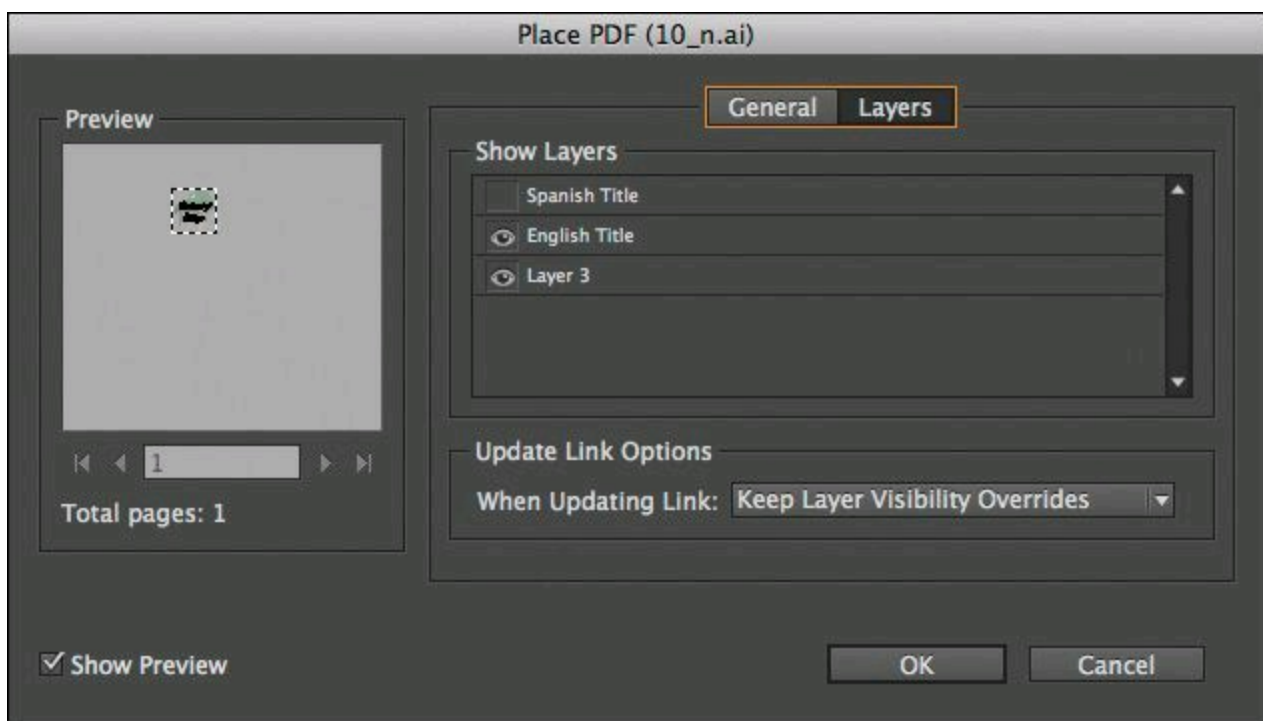 Place PDF (10_n.ai)
Preview
1
Total pages: 1
General Layers
Show Layers
Spanish Title
English Title
Layer 3
Update Link Options
When Updating Link: Keep Layer Visibility Overrides
Show Preview
OK Cancel